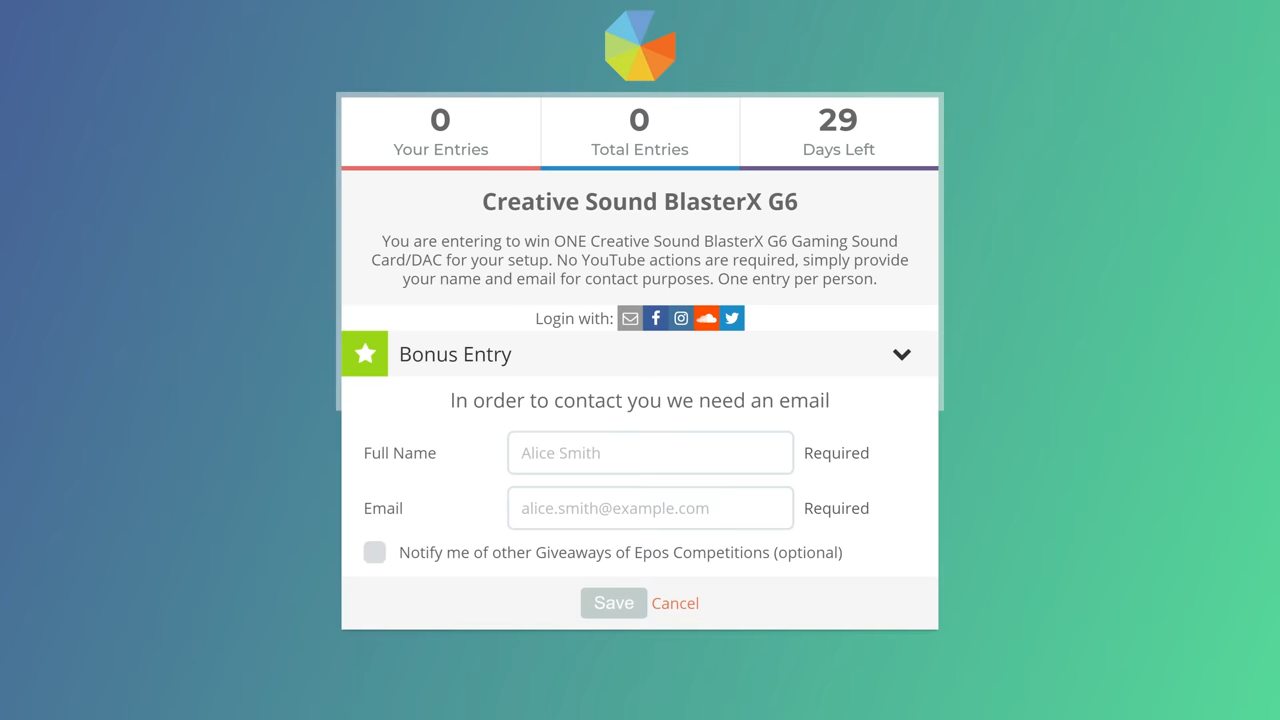 0
Your Entries
0
Total Entries
29
Days Left
Creative Sound BlasterX G6
You are entering to win ONE Creative Sound BlasterX G6 Gaming Sound
Card/DAC for your setup. No YouTube actions are required, simply provide
your name and email for contact purposes. One entry per person.
Login with:
Bonus Entry
In order to contact you we need an email
Full Name
Alice Smith
Required
Email
alice.smith@example.com
Required
Notify me of other Giveaways of Epos Competitions (optional)
Save
Cancel